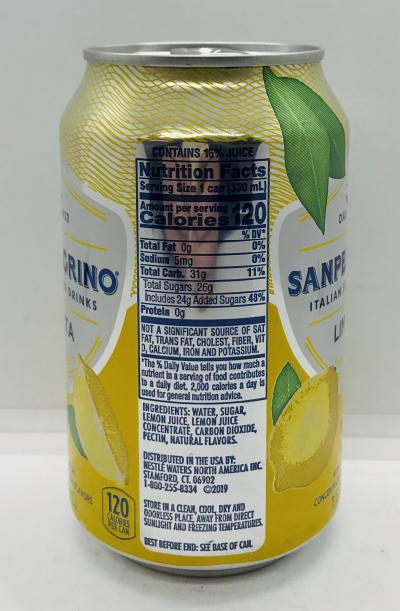 CONTAINS 16% JUICE
Nutrition Facts
Serving Size 1 can (330 mL)
Amount per serving
Calories 120
% DV*
Total Fat 0g 0%
Sodium 5mg 0%
Total Carb. 31g 11%
Total Sugars 26g
Includes 24g Added Sugars 48%
Protein 0g
NOT A SIGNIFICANT SOURCE OF SAT
FAT, TRANS FAT, CHOLEST, FIBER, VIT
D, CALCIUM, IRON AND POTASSIUM.
*The % Daily Value tells you how much a
nutrient in a serving of food contributes
to a daily diet. 2,000 calories a day is
used for general nutrition advice.
INGREDIENTS: WATER, SUGAR,
LEMON JUICE, LEMON JUICE
CONCENTRATE, CARBON DIOXIDE,
PECTIN, NATURAL FLAVORS.
DISTRIBUTED IN THE USA BY:
NESTLÉ WATERS NORTH AMERICA INC.
STAMFORD, CT. 06902
1-800-255-8334 ©2019
STORE IN A CLEAN, COOL, DRY AND
ODORLESS PLACE, AWAY FROM DIRECT
SUNLIGHT AND FREEZING TEMPERATURES.
BEST BEFORE END: SEE BASE OF CAN.
GRINO®
DRINKS
TA
120
CALORIES
PER CAN
SANPE
ITALIAN
LIM